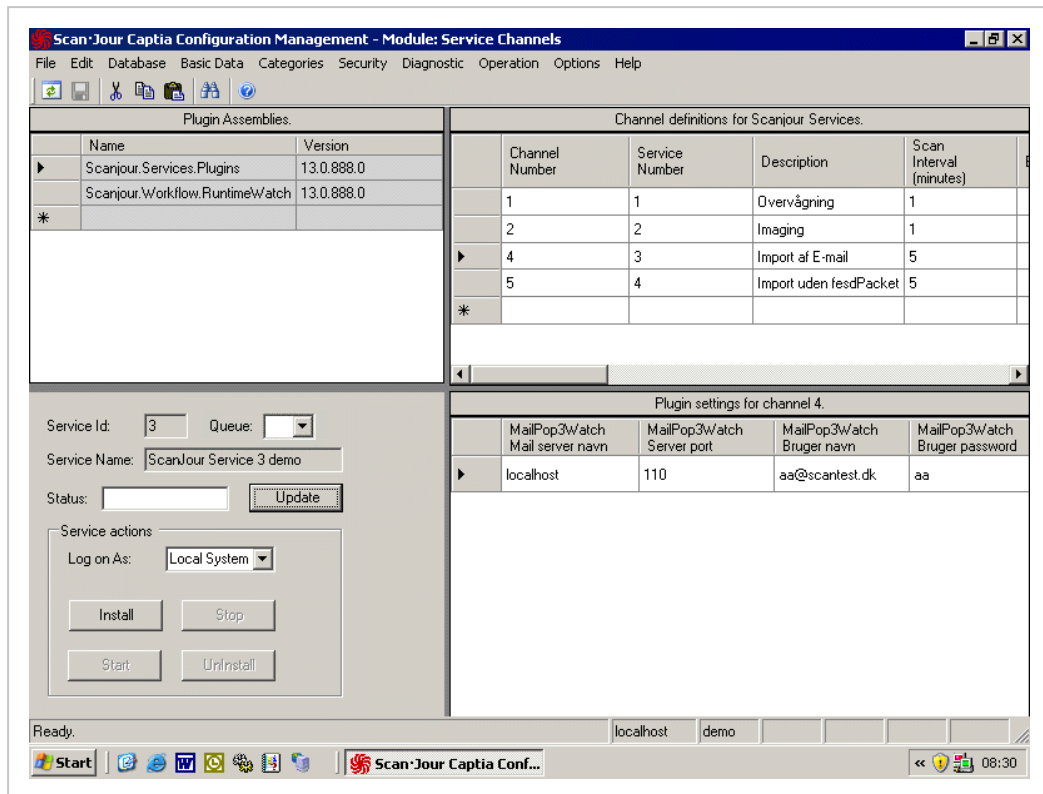 Scan·Jour Captia Configuration Management - Module: Service Channels
File Edit Database Basic Data Categories Security Diagnostic Operation Options Help
Plugin Assemblies.
Name Version
Scanjour.Services.Plugins 13.0.888.0
Scanjour.Workflow.RuntimeWatch 13.0.888.0
Channel definitions for Scanjour Services.
Channel Number Service Number Description Scan Interval (minutes)
1 1 Overvågning 1
2 2 Imaging 1
4 3 Import af E-mail 5
5 4 Import uden fesdPacket 5
Service Id: 3 Queue:
Service Name: ScanJour Service 3 demo
Status: Update
Service actions
Log on As: Local System
Install Stop
Start UnInstall
Plugin settings for channel 4.
MailPop3Watch Mail server navn MailPop3Watch Server port MailPop3Watch Bruger navn MailPop3Watch Bruger password
localhost 110 aa@scantest.dk aa
Ready. localhost demo
Start Scan·Jour Captia Conf... « 08:30